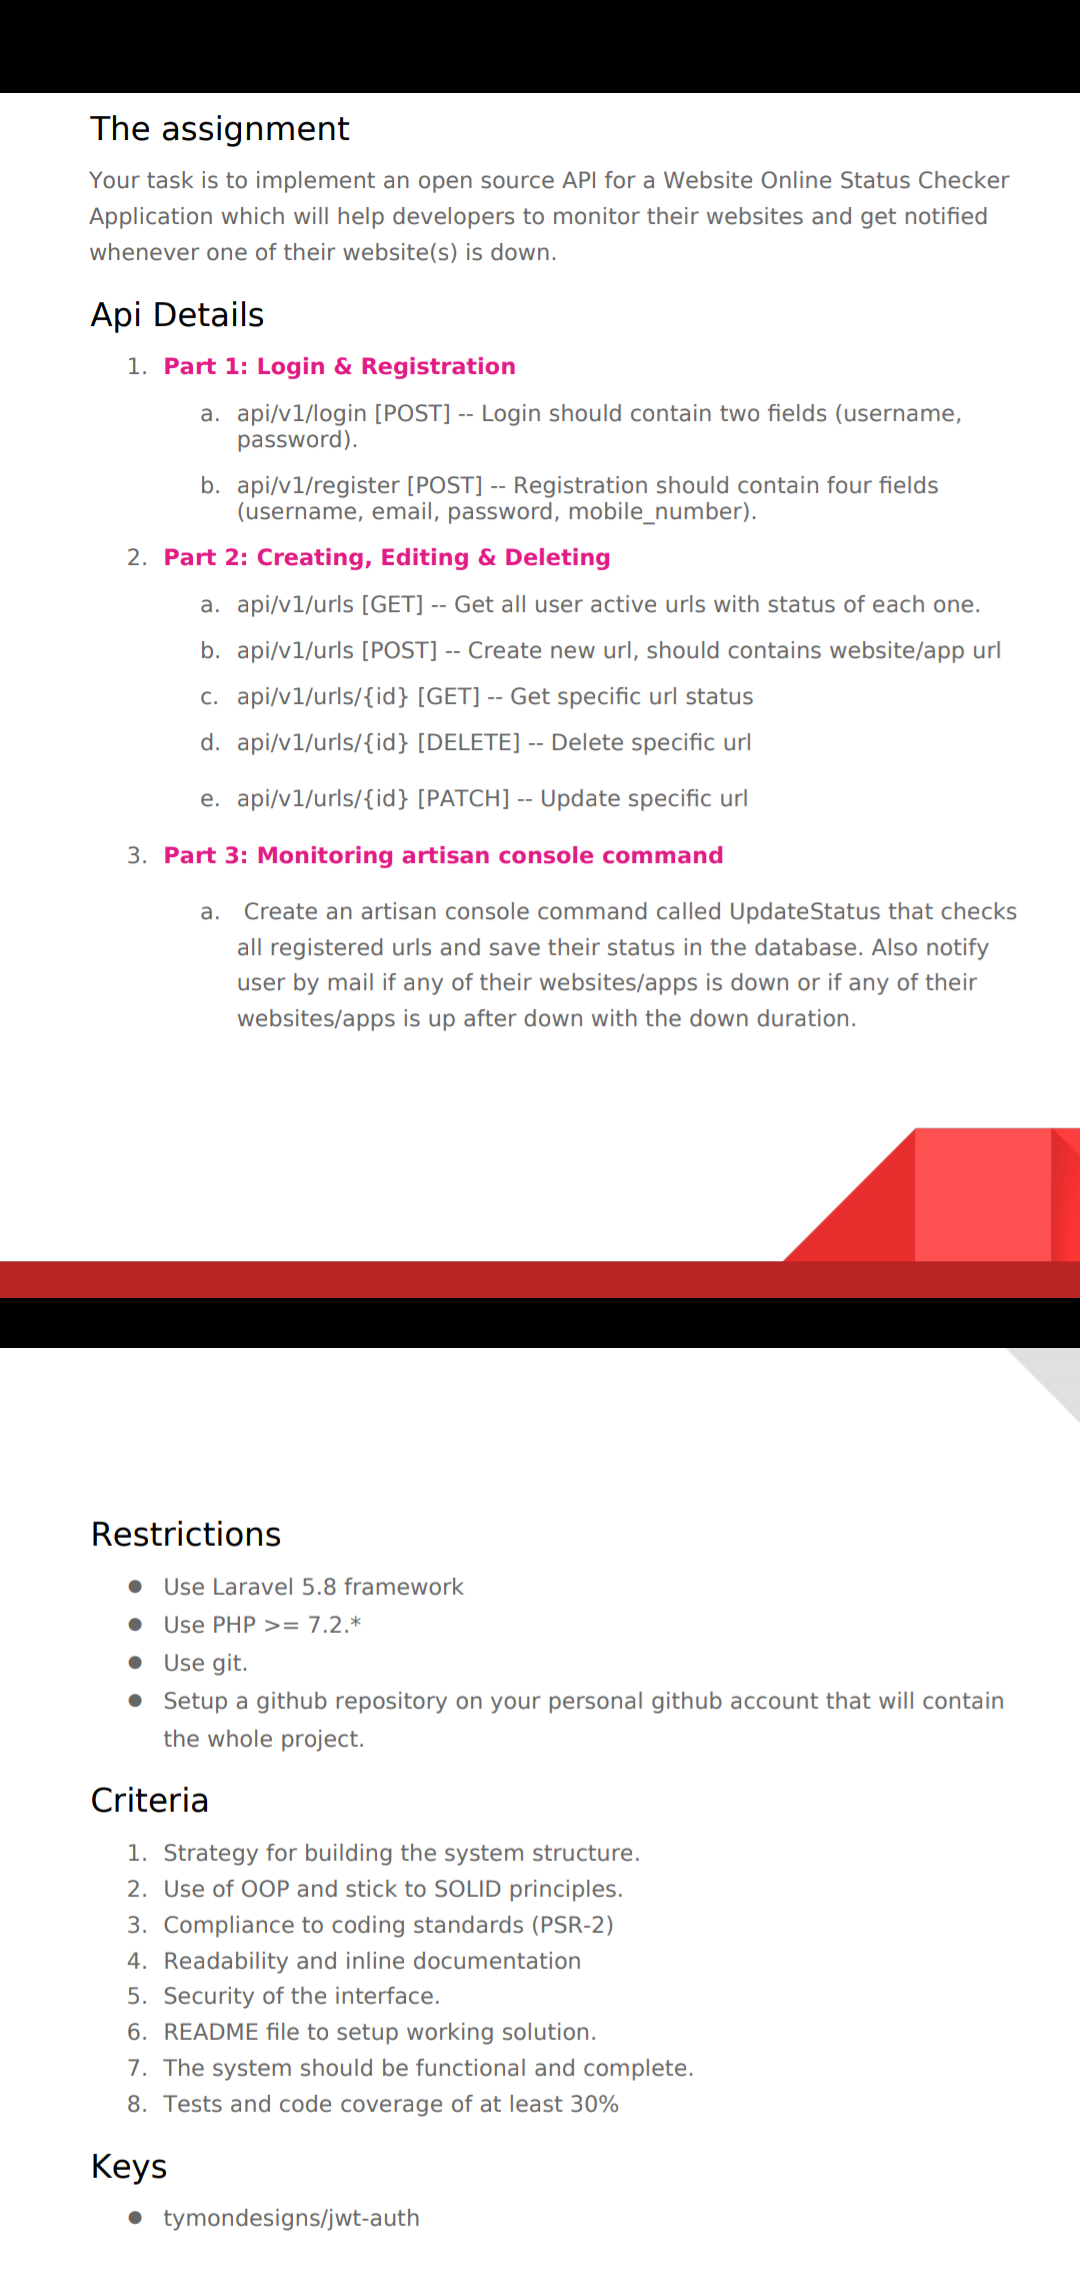 The assignment
Your task is to implement an open source API for a Website Online Status Checker
Application which will help developers to monitor their websites and get notified
whenever one of their website(s) is down.
Api Details
1. Part 1: Login & Registration
a. api/v1/login [POST] -- Login should contain two fields (username,
password).
b. api/v1/register [POST] -- Registration should contain four fields
(username, email, password, mobile_number).
2. Part 2: Creating, Editing & Deleting
a. api/v1/urls [GET] -- Get all user active urls with status of each one.
b. api/v1/urls [POST] -- Create new url, should contains website/app url
c. api/v1/urls/{id} [GET] -- Get specific url status
d. api/v1/urls/{id} [DELETE] -- Delete specific url
e. api/v1/urls/{id} [PATCH] -- Update specific url
3. Part 3: Monitoring artisan console command
a. Create an artisan console command called UpdateStatus that checks
all registered urls and save their status in the database. Also notify
user by mail if any of their websites/apps is down or if any of their
websites/apps is up after down with the down duration.
Restrictions
● Use Laravel 5.8 framework
● Use PHP >= 7.2.*
● Use git.
● Setup a github repository on your personal github account that will contain
the whole project.
Criteria
1. Strategy for building the system structure.
2. Use of OOP and stick to SOLID principles.
3. Compliance to coding standards (PSR-2)
4. Readability and inline documentation
5. Security of the interface.
6. README file to setup working solution.
7. The system should be functional and complete.
8. Tests and code coverage of at least 30%
Keys
● tymondesigns/jwt-auth